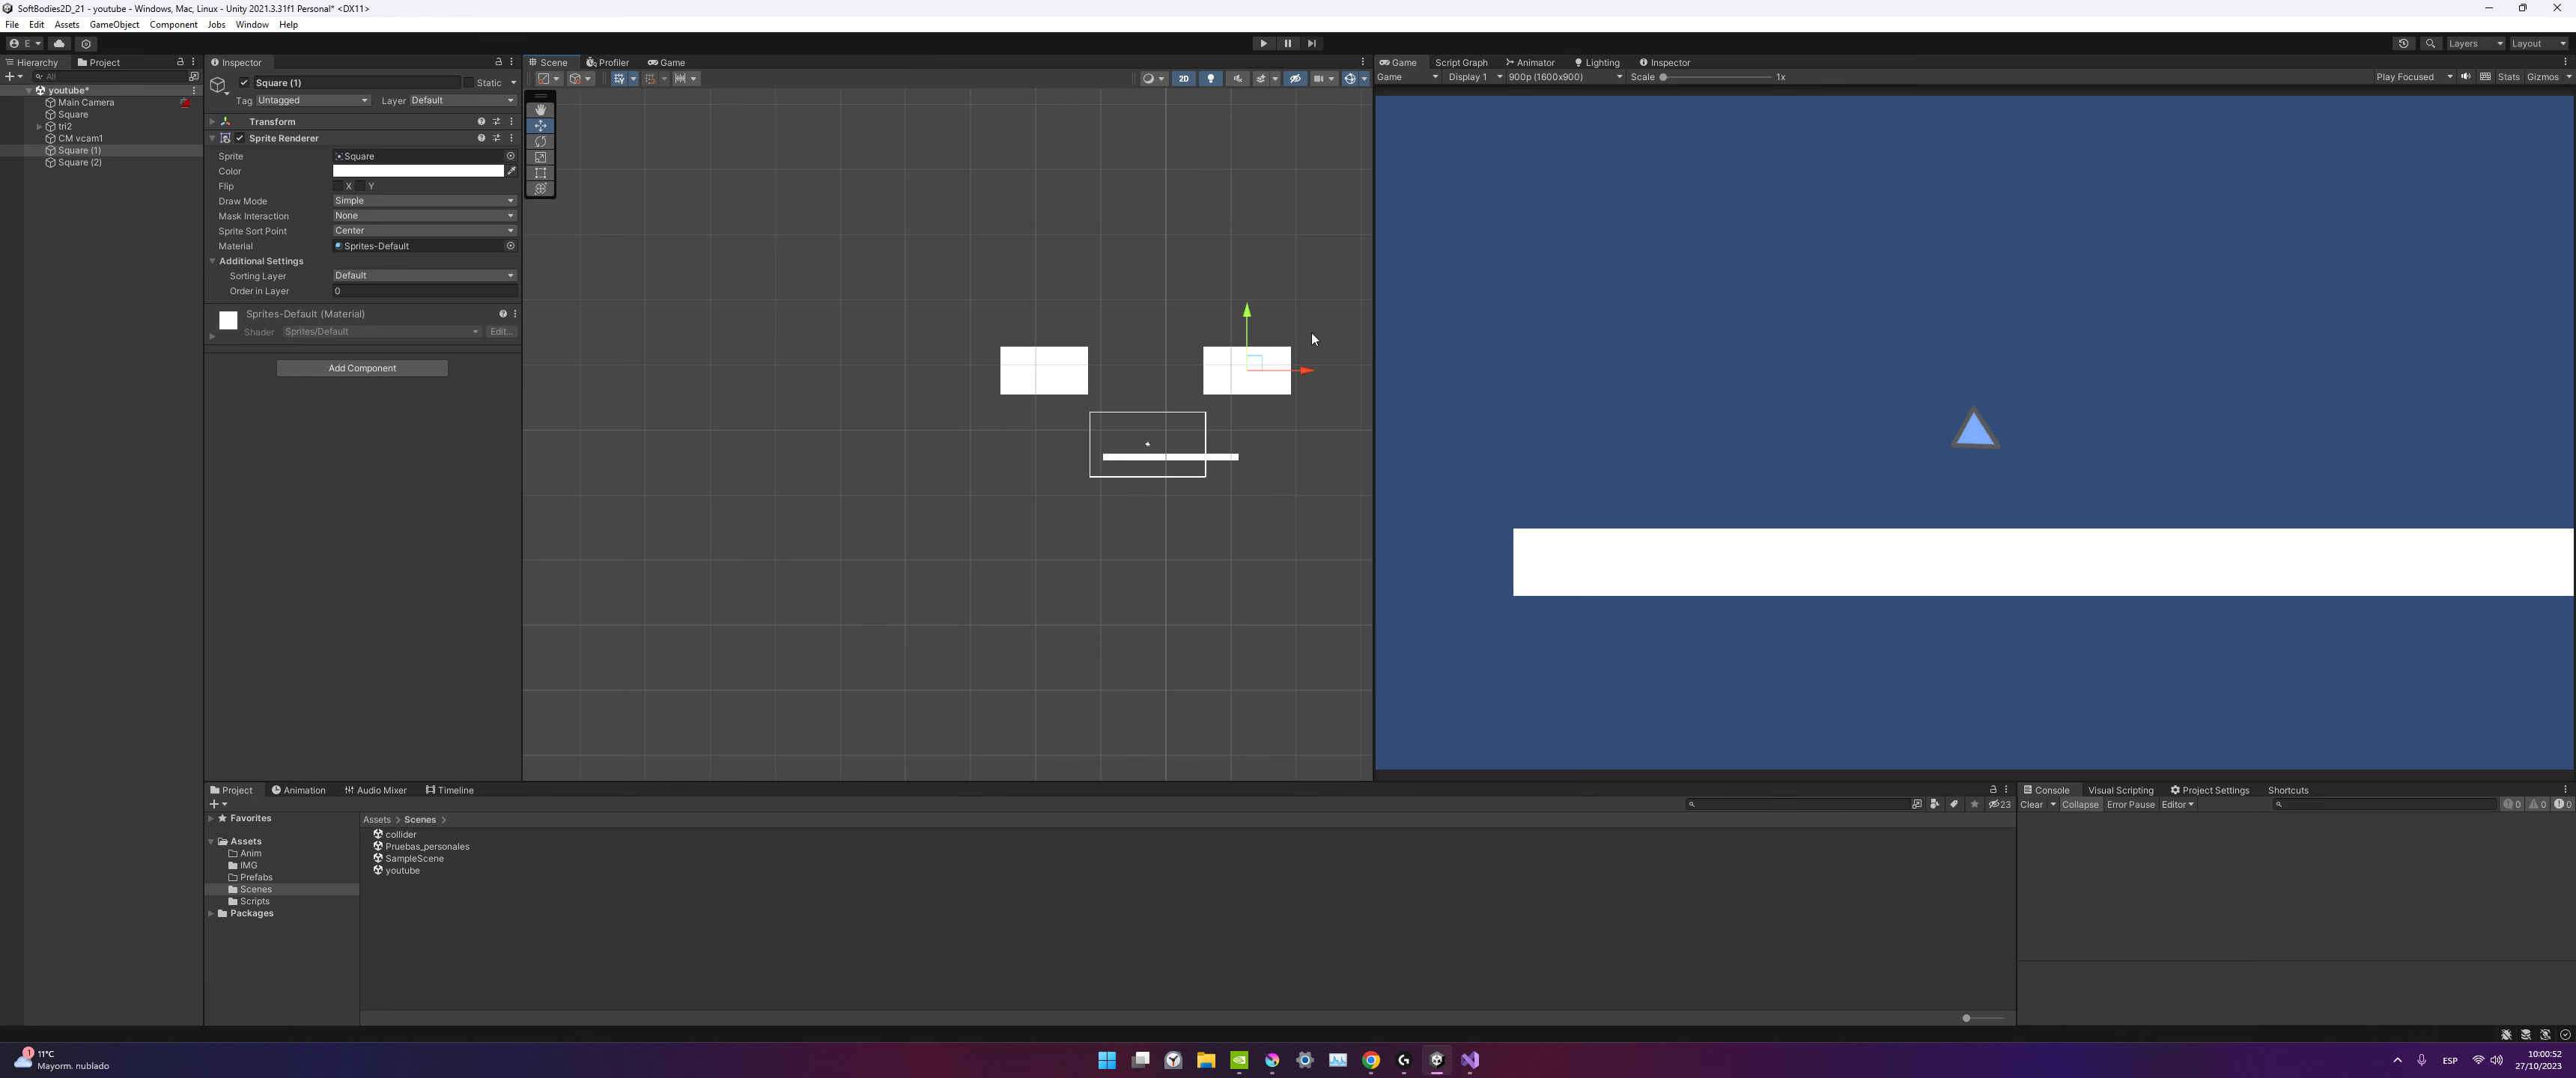 SoftBodies2D_21 - youtube - Windows, Mac, Linux - Unity 2021.3.31f1 Personal* <DX11>
File Edit Assets GameObject Component Jobs Window Help
E Layers Layout
Hierarchy Project
All
youtube*
Main Camera
Square
tri2
CM vcam1
Square (1)
Square (2)
Inspector
Square (1) Static
Tag Untagged Layer Default
Transform
Sprite Renderer
Sprite Square
Color
Flip X Y
Draw Mode Simple
Mask Interaction None
Sprite Sort Point Center
Material Sprites-Default
Additional Settings
Sorting Layer Default
Order in Layer 0
Sprites-Default (Material)
Shader Sprites/Default Edit...
Add Component
Scene Profiler Game
2D
Game Script Graph Animator Lighting Inspector
Game Display 1 900p (1600x900) Scale 1x Play Focused Stats Gizmos
Project Animation Audio Mixer Timeline
23
Favorites
Assets
Anim
IMG
Prefabs
Scenes
Scripts
Packages
Assets > Scenes >
collider
Pruebas_personales
SampleScene
youtube
Console Visual Scripting Project Settings Shortcuts
Clear Collapse Error Pause Editor 0 0 0
1
11°C
Mayorm. nublado
ESP
10:00:52
27/10/2023